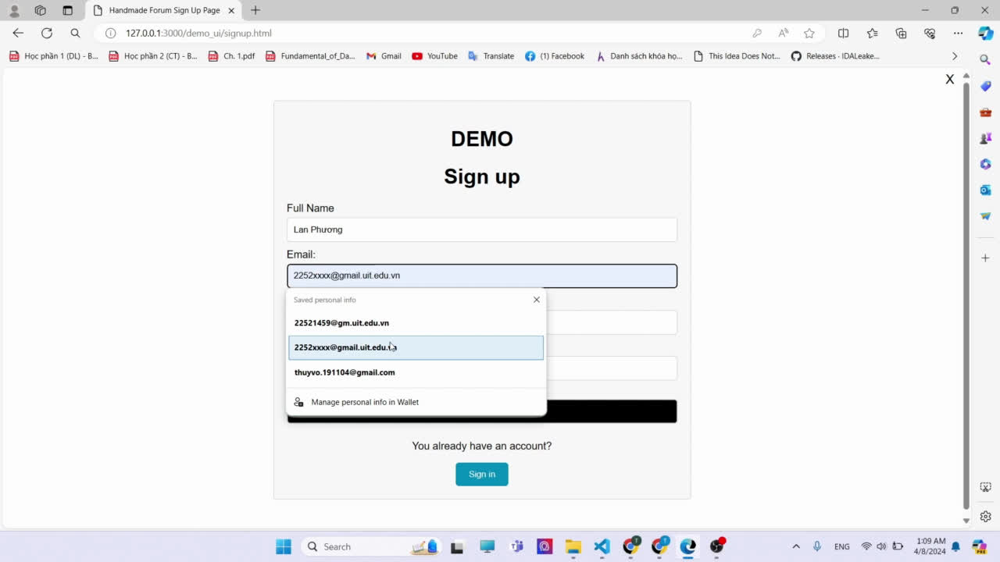 Handmade Forum Sign Up Page
127.0.0.1:3000/demo_ui/signup.html
Học phần 1 (DL) - B...
Học phần 2 (CT) - B...
Ch. 1.pdf
Fundamental_of_Da...
Gmail
YouTube
Translate
(1) Facebook
Danh sách khóa họ...
This Idea Does Not...
Releases · IDALeake...
X
DEMO
Sign up
Full Name
Lan Phương
Email:
2252xxxx@gmail.uit.edu.vn
Saved personal info
22521459@gm.uit.edu.vn
2252xxxx@gmail.uit.edu.vn
thuyvo.191104@gmail.com
Manage personal info in Wallet
You already have an account?
Sign in
Search
ENG
1:09 AM
4/8/2024